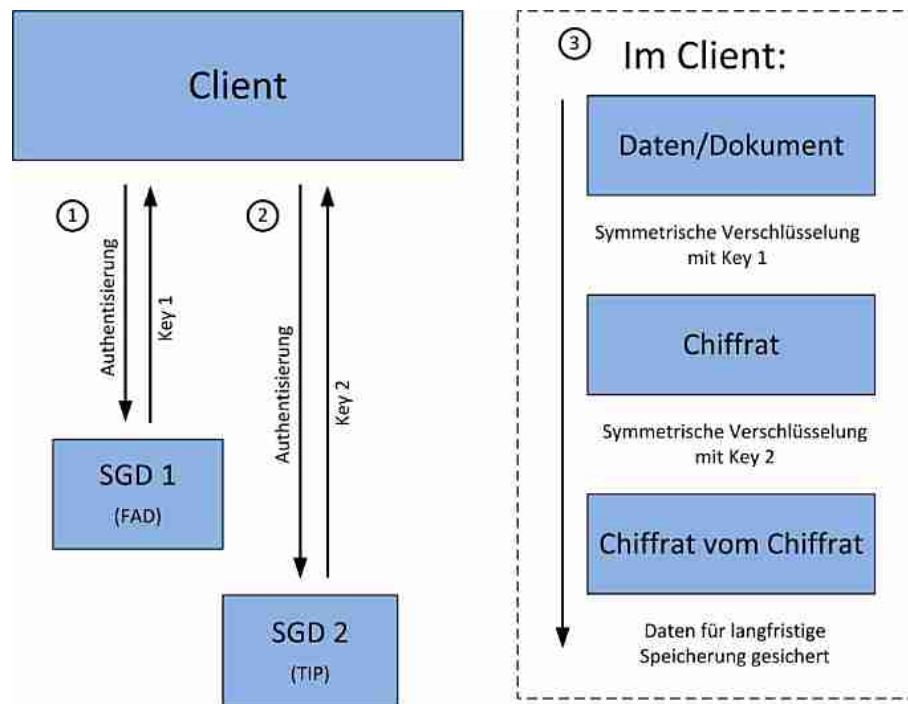 Client
1
Authentisierung
Key 1
2
Authentisierung
Key 2
SGD 1
(FAD)
SGD 2
(TIP)
3
Im Client:
Daten/Dokument
Symmetrische Verschlüsselung
mit Key 1
Chiffrat
Symmetrische Verschlüsselung
mit Key 2
Chiffrat vom Chiffrat
Daten für langfristige
Speicherung gesichert